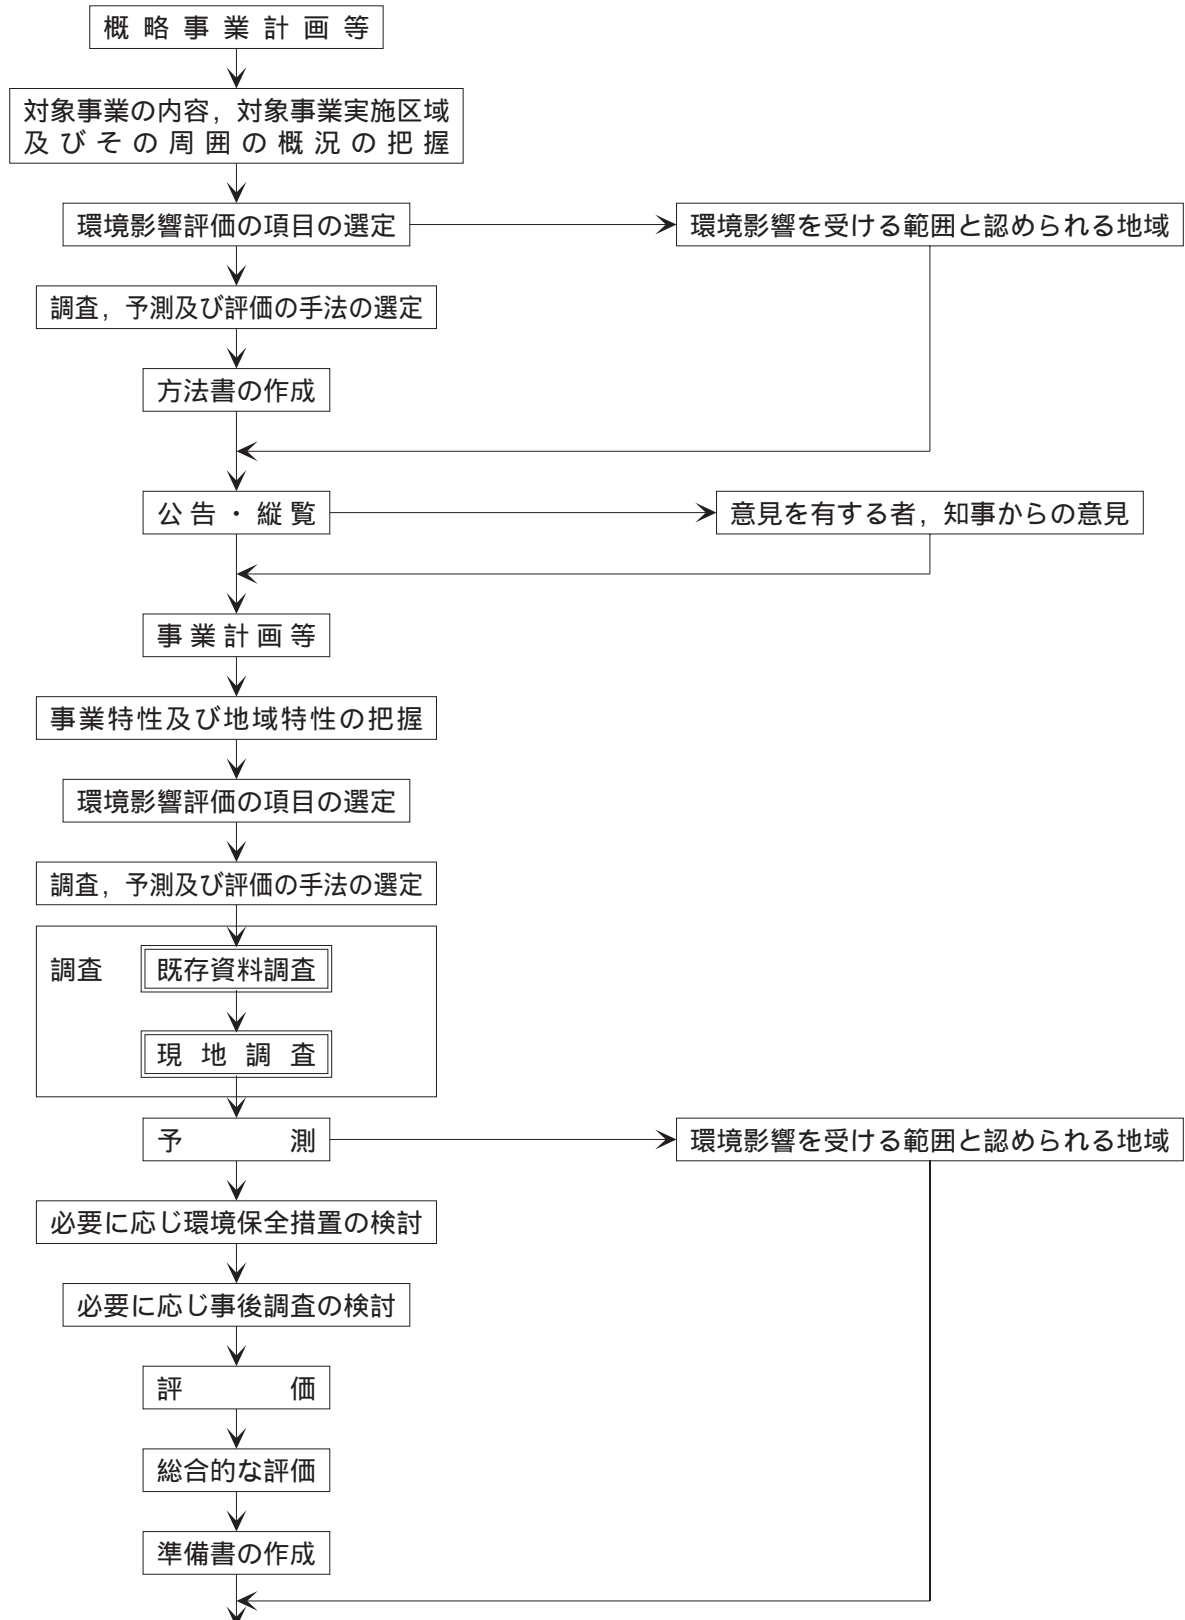 概略事業計画等
対象事業の内容，対象事業実施区域
及びその周囲の概況の把握
環境影響評価の項目の選定
環境影響を受ける範囲と認められる地域
調査，予測及び評価の手法の選定
方法書の作成
公告・縦覧
意見を有する者，知事からの意見
事業計画等
事業特性及び地域特性の把握
環境影響評価の項目の選定
調査，予測及び評価の手法の選定
調査
既存資料調査
現地調査
予測
環境影響を受ける範囲と認められる地域
必要に応じ環境保全措置の検討
必要に応じ事後調査の検討
評価
総合的な評価
準備書の作成